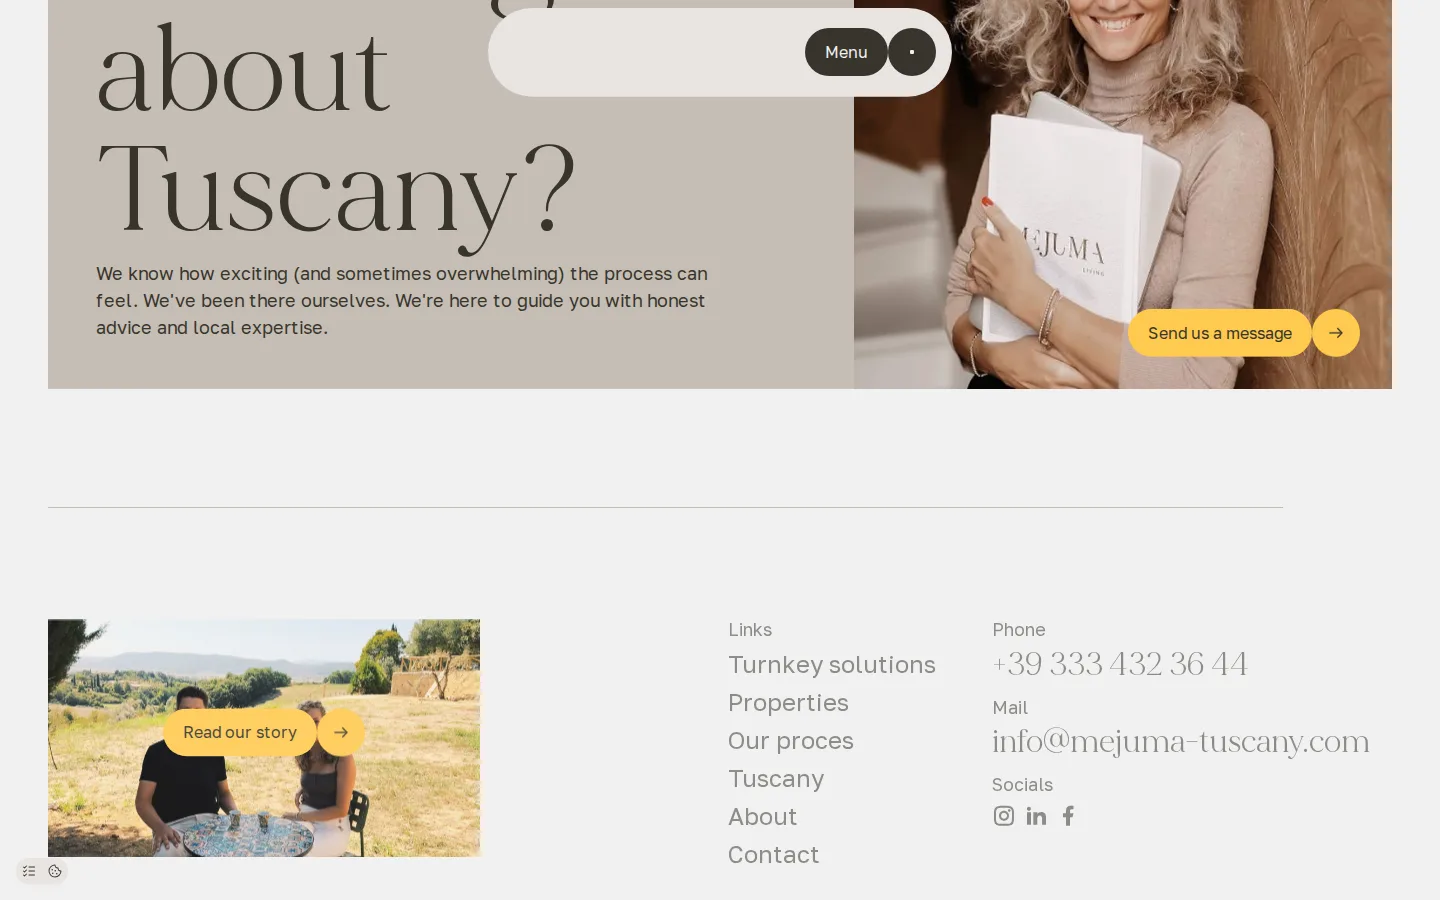 about
Menu
Tuscany?
We know how exciting (and sometimes overwhelming) the process can
feel. We've been there ourselves. We're here to guide you with honest
advice and local expertise.
MEJUMA
LIVING
Send us a message
Read our story
Links
Turnkey solutions
Properties
Our proces
Tuscany
About
Contact
Phone
+39 333 432 36 44
Mail
info@mejuma-tuscany.com
Socials